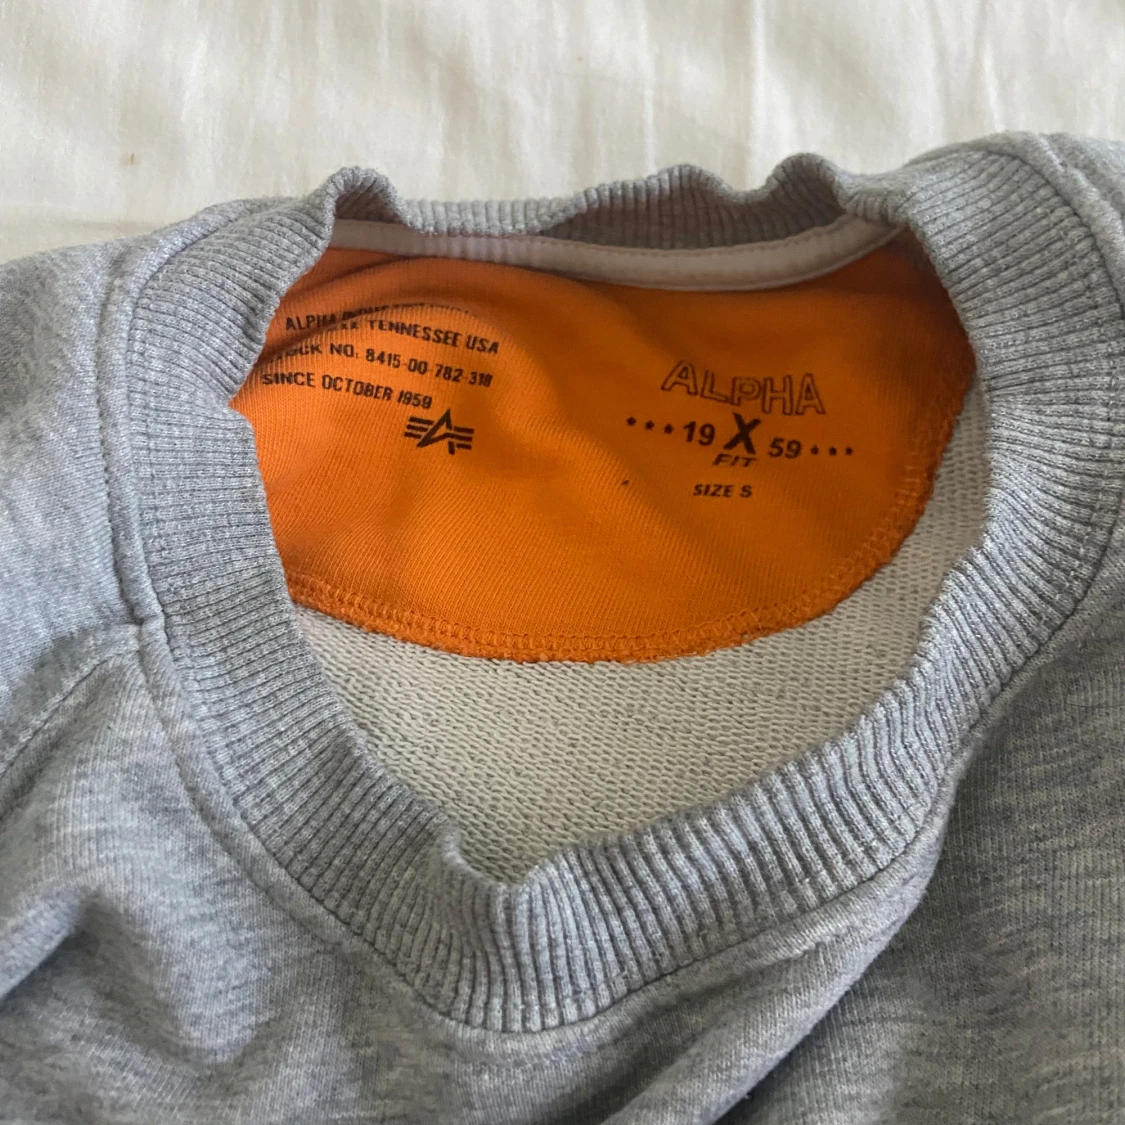 ALPHA
TENNESSEE USA
NO. 8415-00-782-318
SINCE OCTOBER 1959
ALPHA
•••19 X 59•••
FIT
SIZE S